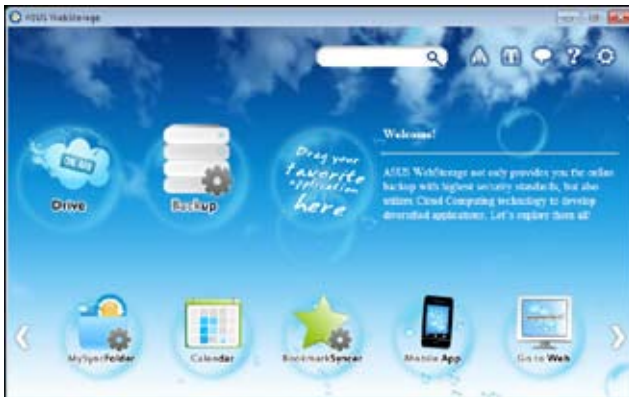 ASUS WebStorage
Welcome!
Drag your
favorite
application
here
ASUS WebStorage not only provides you the online
backup with highest security standards, but also
utilizes Cloud Computing technology to develop
diversified applications. Let's explore them all!
Drive
Backup
MySyncFolder
Calendar
BookmarkSyncer
Mobile App
Go to Web